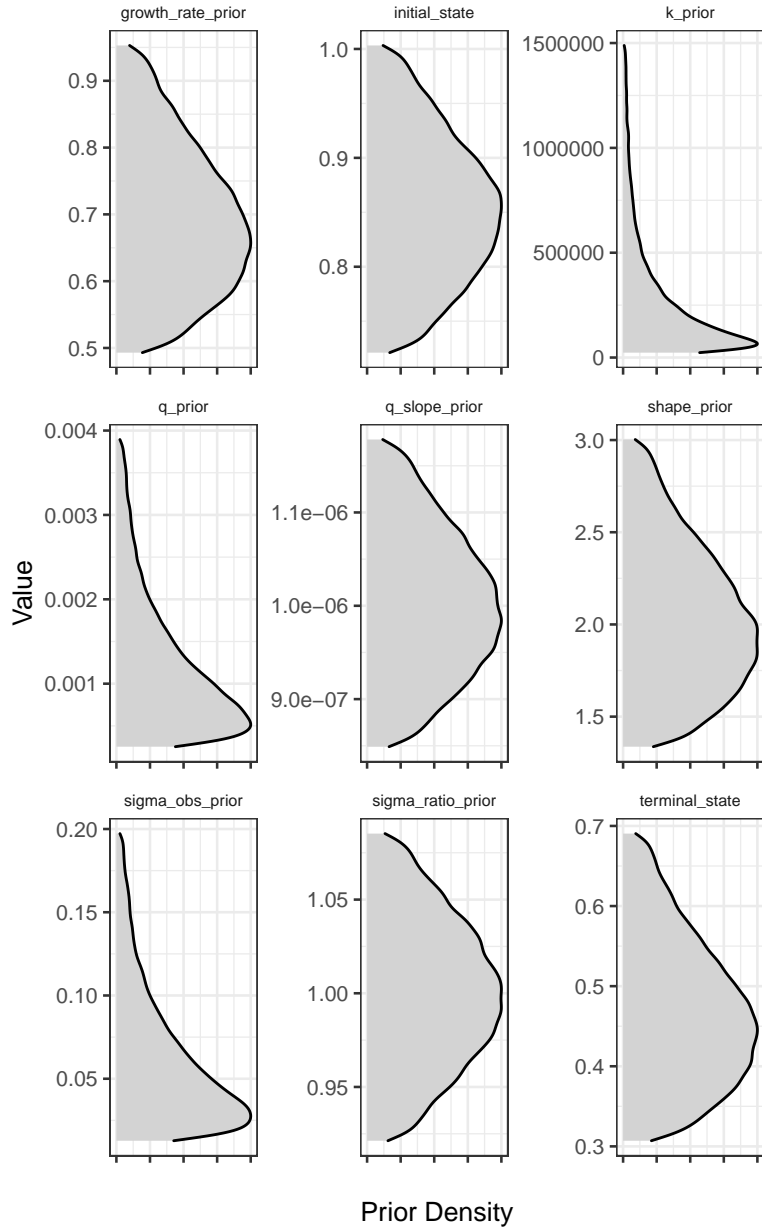 growth_rate_prior
0.9
0.8
0.7
0.6
0.5
initial_state
1.0
0.9
0.8
k_prior
1500000
1000000
500000
0
q_prior
0.004
0.003
0.002
0.001
q_slope_prior
1.1e-06
1.0e-06
9.0e-07
shape_prior
3.0
2.5
2.0
1.5
sigma_obs_prior
0.20
0.15
0.10
0.05
sigma_ratio_prior
1.05
1.00
0.95
terminal_state
0.7
0.6
0.5
0.4
0.3
Value
Prior Density